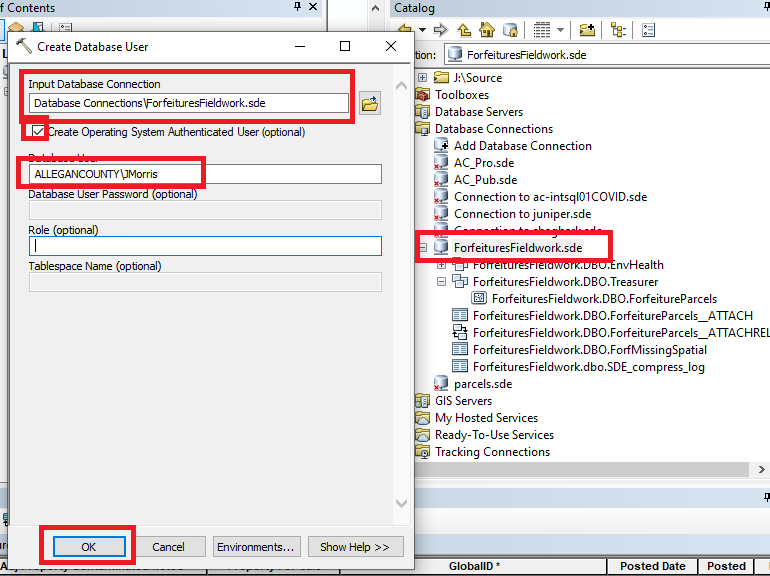 f Contents
Create Database User
Input Database Connection
Database Connections\ForfeituresFieldwork.sde
Create Operating System Authenticated User (optional)
Database User
ALLEGANCOUNTY\JMorris
Database User Password (optional)
Role (optional)
Tablespace Name (optional)
OK
Cancel
Environments...
Show Help >>
Catalog
tion:
ForfeituresFieldwork.sde
J:\Source
Toolboxes
Database Servers
Database Connections
Add Database Connection
AC_Pro.sde
AC_Pub.sde
Connection to ac-intsql01COVID.sde
Connection to juniper.sde
ForfeituresFieldwork.sde
ForfeituresFieldwork.DBO.EnvHealth
ForfeituresFieldwork.DBO.Treasurer
ForfeituresFieldwork.DBO.ForfeitureParcels
ForfeituresFieldwork.DBO.ForfeitureParcels__ATTACH
ForfeituresFieldwork.DBO.ForfeitureParcels__ATTACHREL
ForfeituresFieldwork.DBO.ForfMissingSpatial
ForfeituresFieldwork.dbo.SDE_compress_log
parcels.sde
GIS Servers
My Hosted Services
Ready-To-Use Services
Tracking Connections
GlobalID *
Posted Date
Posted